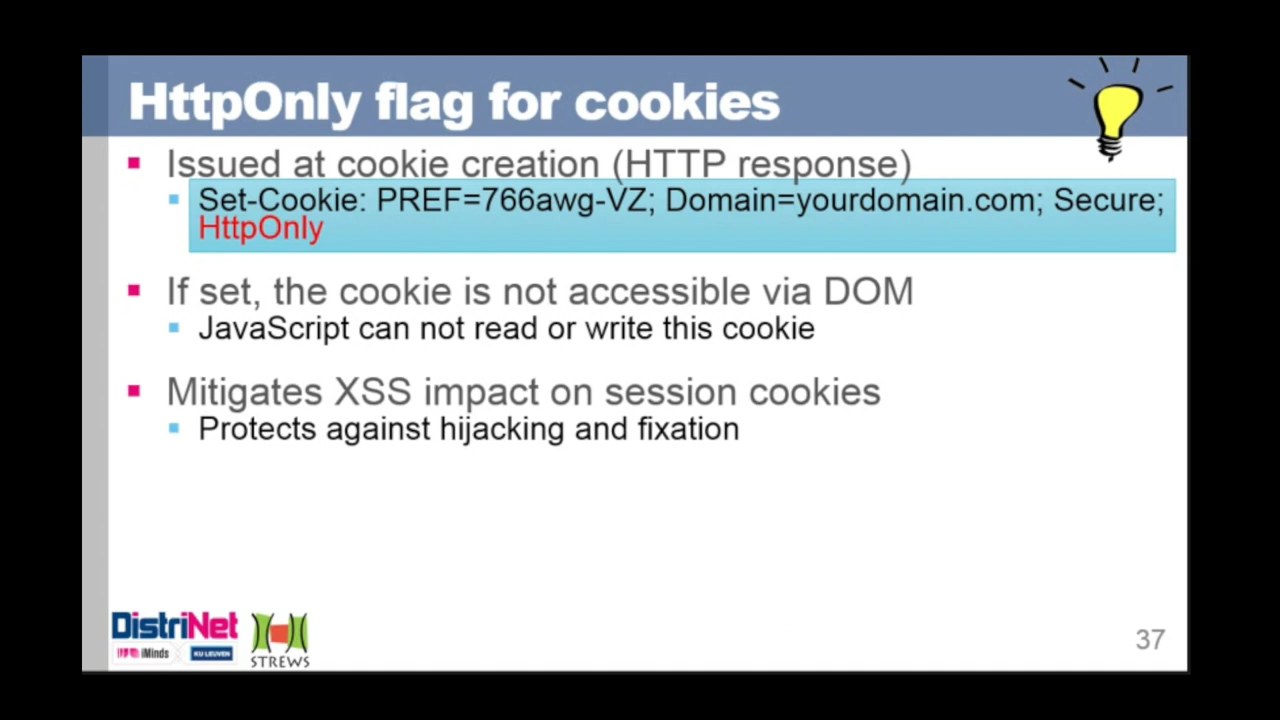 HttpOnly flag for cookies
Issued at cookie creation (HTTP response)
Set-Cookie: PREF=766awg-VZ; Domain=yourdomain.com; Secure;
HttpOnly
If set, the cookie is not accessible via DOM
JavaScript can not read or write this cookie
Mitigates XSS impact on session cookies
Protects against hijacking and fixation
DistriNet
iMinds
KU LEUVEN
STREWS
37